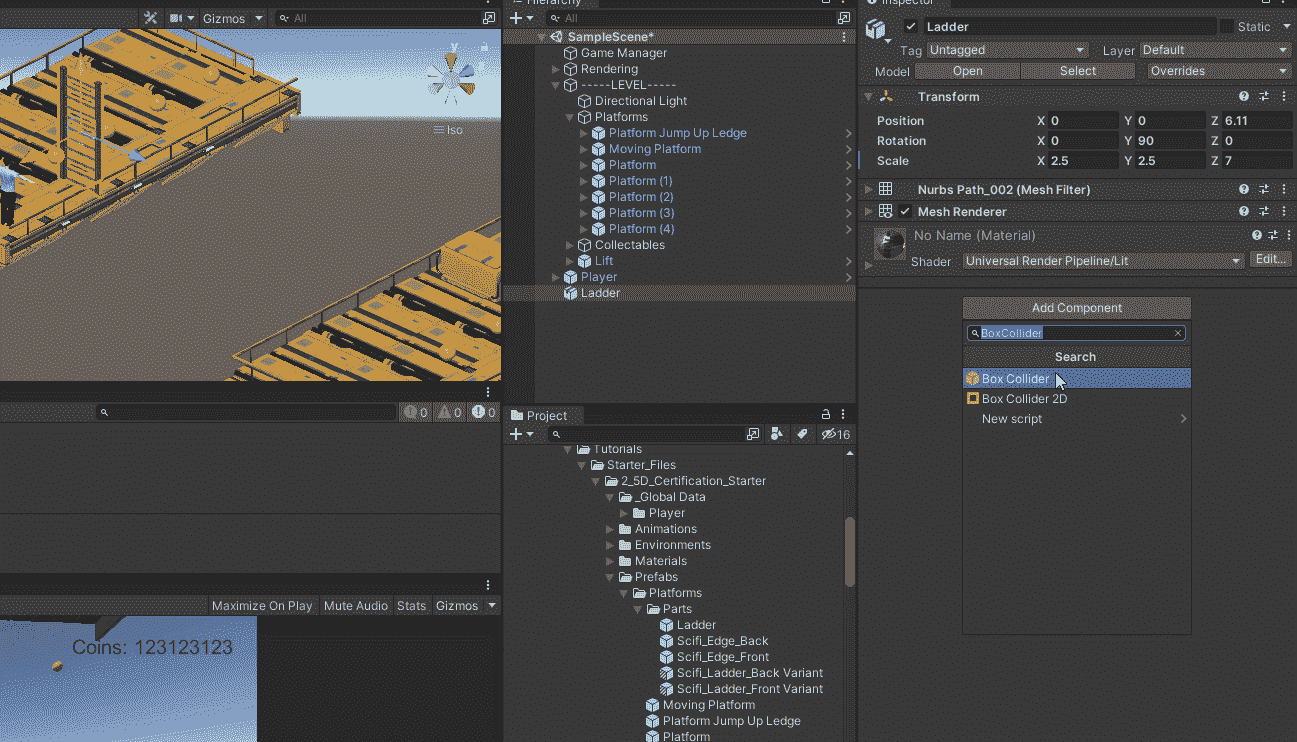 Gizmos
All
Iso
Hierarchy
All
SampleScene*
Game Manager
Rendering
-----LEVEL-----
Directional Light
Platforms
Platform Jump Up Ledge
Moving Platform
Platform
Platform (1)
Platform (2)
Platform (3)
Platform (4)
Collectables
Lift
Player
Ladder
0 0 0
Project
16
Tutorials
Starter_Files
2_5D_Certification_Starter
_Global Data
Player
Animations
Environments
Materials
Prefabs
Platforms
Parts
Ladder
Scifi_Edge_Back
Scifi_Edge_Front
Scifi_Ladder_Back Variant
Scifi_Ladder_Front Variant
Moving Platform
Platform Jump Up Ledge
Platform
Maximize On Play Mute Audio Stats Gizmos
Coins: 123123123
Inspector
Ladder Static
Tag Untagged Layer Default
Model Open Select Overrides
Transform
Position X 0 Y 0 Z 6.11
Rotation X 0 Y 90 Z 0
Scale X 2.5 Y 2.5 Z 7
Nurbs Path_002 (Mesh Filter)
Mesh Renderer
No Name (Material)
Shader Universal Render Pipeline/Lit Edit...
Add Component
BoxCollider
Search
Box Collider
Box Collider 2D
New script